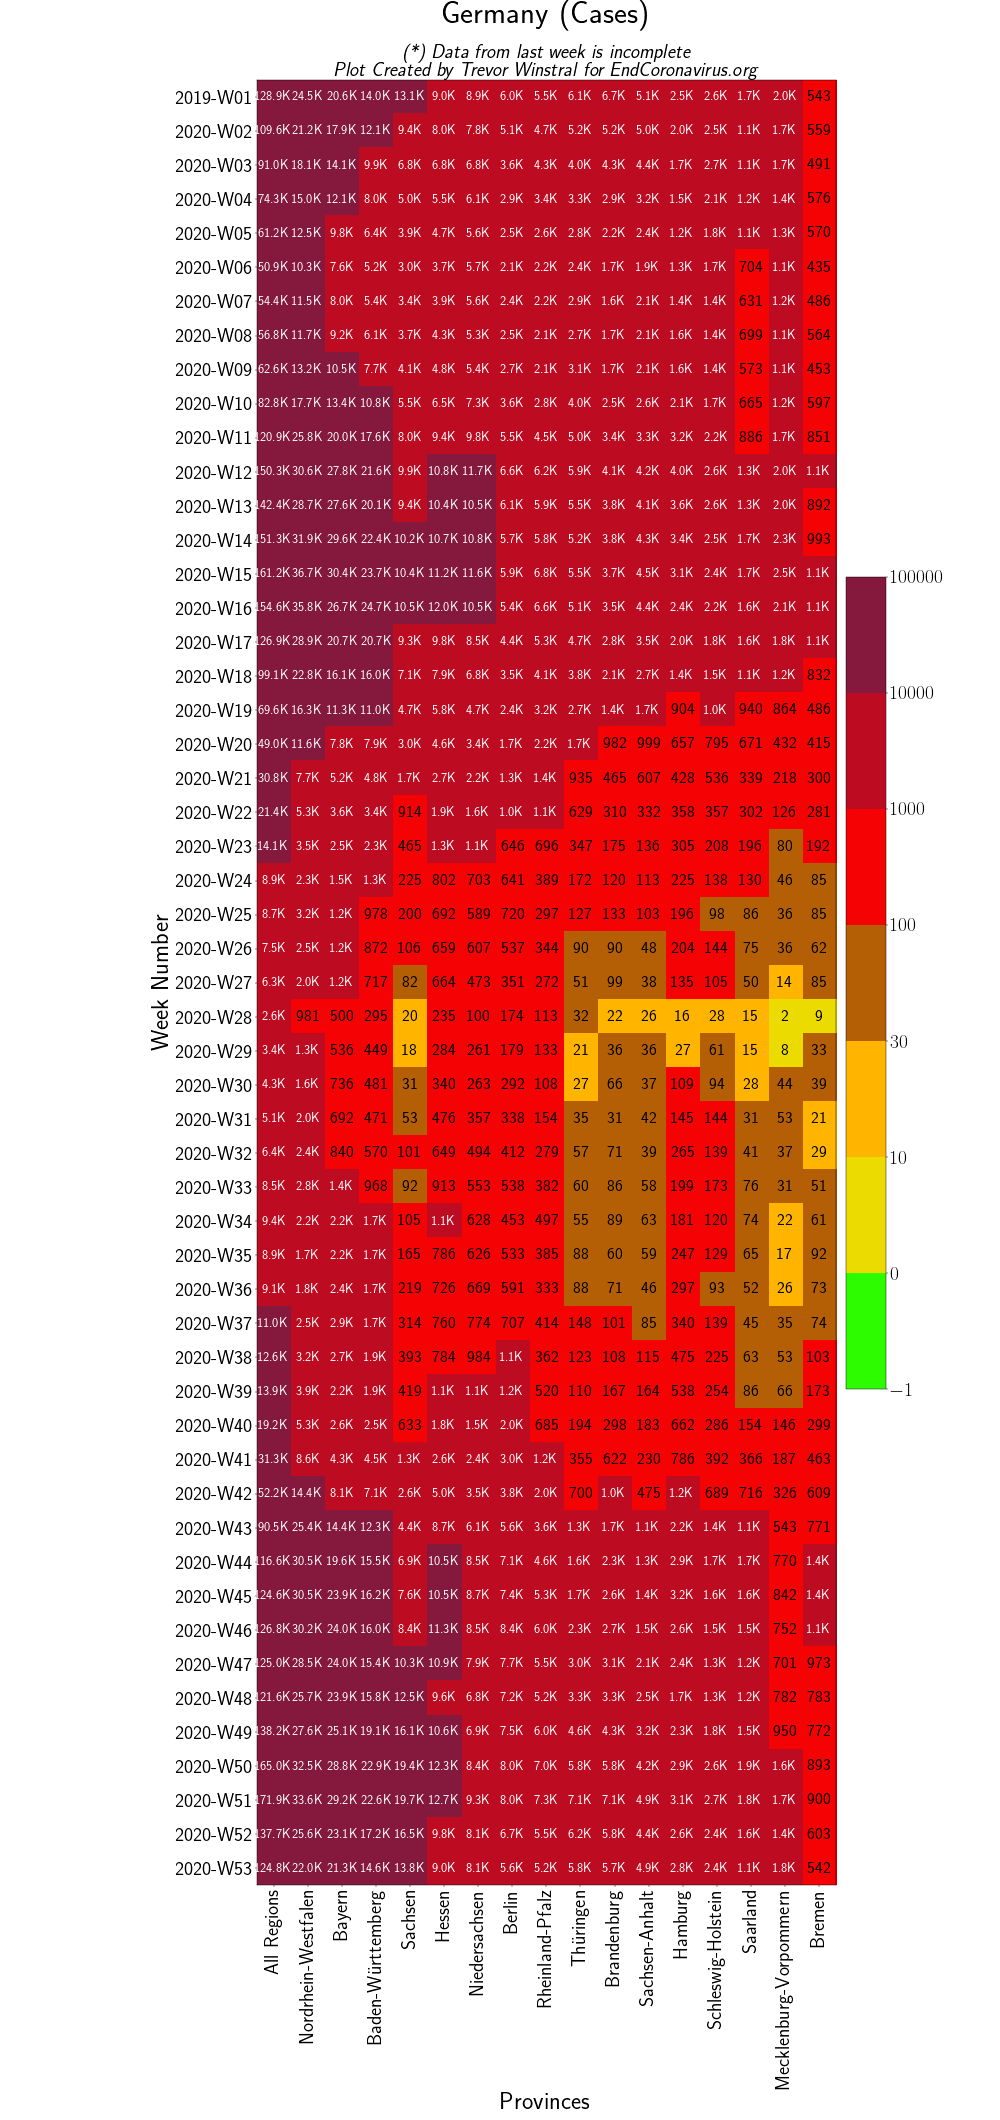 Germany (Cases)
(*) Data from last week is incomplete
Plot Created by Trevor Winstral for EndCoronavirus.org
2019-W01 128.9K 24.5K 20.6K 14.0K 13.1K 9.0K 8.9K 6.0K 5.5K 6.1K 6.7K 5.1K 2.5K 2.6K 1.7K 2.0K 543
2020-W02 109.6K 21.2K 17.9K 12.1K 9.4K 8.0K 7.8K 5.1K 4.7K 5.2K 5.2K 5.0K 2.0K 2.5K 1.1K 1.7K 559
2020-W03 91.0K 18.1K 14.1K 9.9K 6.8K 6.8K 6.8K 3.6K 4.3K 4.0K 4.3K 4.4K 1.7K 2.7K 1.1K 1.7K 491
2020-W04 74.3K 15.0K 12.1K 8.0K 5.0K 5.5K 6.1K 2.9K 3.4K 3.3K 2.9K 3.2K 1.5K 2.1K 1.2K 1.4K 576
2020-W05 61.2K 12.5K 9.8K 6.4K 3.9K 4.7K 5.6K 2.5K 2.6K 2.8K 2.2K 2.4K 1.2K 1.8K 1.1K 1.3K 570
2020-W06 50.9K 10.3K 7.6K 5.2K 3.0K 3.7K 5.7K 2.1K 2.2K 2.4K 1.7K 1.9K 1.3K 1.7K 704 1.1K 435
2020-W07 54.4K 11.5K 8.0K 5.4K 3.4K 3.9K 5.6K 2.4K 2.2K 2.9K 1.6K 2.1K 1.4K 1.4K 631 1.2K 486
2020-W08 56.8K 11.7K 9.2K 6.1K 3.7K 4.3K 5.3K 2.5K 2.1K 2.7K 1.7K 2.1K 1.6K 1.4K 699 1.1K 564
2020-W09 62.6K 13.2K 10.5K 7.7K 4.1K 4.8K 5.4K 2.7K 2.1K 3.1K 1.7K 2.1K 1.6K 1.4K 573 1.1K 453
2020-W10 82.8K 17.7K 13.4K 10.8K 5.5K 6.5K 7.3K 3.6K 2.8K 4.0K 2.5K 2.6K 2.1K 1.7K 665 1.2K 597
2020-W11 120.9K 25.8K 20.0K 17.6K 8.0K 9.4K 9.8K 5.5K 4.5K 5.0K 3.4K 3.3K 3.2K 2.2K 886 1.7K 851
2020-W12 150.3K 30.6K 27.8K 21.6K 9.9K 10.8K 11.7K 6.6K 6.2K 5.9K 4.1K 4.2K 4.0K 2.6K 1.3K 2.0K 1.1K
2020-W13 142.4K 28.7K 27.6K 20.1K 9.4K 10.4K 10.5K 6.1K 5.9K 5.5K 3.8K 4.1K 3.6K 2.6K 1.3K 2.0K 892
2020-W14 151.3K 31.9K 29.6K 22.4K 10.2K 10.7K 10.8K 5.7K 5.8K 5.2K 3.8K 4.3K 3.4K 2.5K 1.7K 2.3K 993
2020-W15 161.2K 36.7K 30.4K 23.7K 10.4K 11.2K 11.6K 5.9K 6.8K 5.5K 3.7K 4.5K 3.1K 2.4K 1.7K 2.5K 1.1K
2020-W16 154.6K 35.8K 26.7K 24.7K 10.5K 12.0K 10.5K 5.4K 6.6K 5.1K 3.5K 4.4K 2.4K 2.2K 1.6K 2.1K 1.1K
2020-W17 126.9K 28.9K 20.7K 20.7K 9.3K 9.8K 8.5K 4.4K 5.3K 4.7K 2.8K 3.5K 2.0K 1.8K 1.6K 1.8K 1.1K
2020-W18 99.1K 22.8K 16.1K 16.0K 7.1K 7.9K 6.8K 3.5K 4.1K 3.8K 2.1K 2.7K 1.4K 1.5K 1.1K 1.2K 832
2020-W19 69.6K 16.3K 11.3K 11.0K 4.7K 5.8K 4.7K 2.4K 3.2K 2.7K 1.4K 1.7K 904 1.0K 940 864 486
2020-W20 49.0K 11.6K 7.8K 7.9K 3.0K 4.6K 3.4K 1.7K 2.2K 1.7K 982 999 657 795 671 432 415
2020-W21 30.8K 7.7K 5.2K 4.8K 1.7K 2.7K 2.2K 1.3K 1.4K 935 465 607 428 536 339 218 300
2020-W22 21.4K 5.3K 3.6K 3.4K 914 1.9K 1.6K 1.0K 1.1K 629 310 332 358 357 302 126 281
2020-W23 14.1K 3.5K 2.5K 2.3K 465 1.3K 1.1K 646 696 347 175 136 305 208 196 80 192
2020-W24 8.9K 2.3K 1.5K 1.3K 225 802 703 641 389 172 120 113 225 138 130 46 85
2020-W25 8.7K 3.2K 1.2K 978 200 692 589 720 297 127 133 103 196 98 86 36 85
2020-W26 7.5K 2.5K 1.2K 872 106 659 607 537 344 90 90 48 204 144 75 36 62
2020-W27 6.3K 2.0K 1.2K 717 82 664 473 351 272 51 99 38 135 105 50 14 85
2020-W28 2.6K 981 500 295 20 235 100 174 113 32 22 26 16 28 15 2 9
2020-W29 3.4K 1.3K 536 449 18 284 261 179 133 21 36 36 27 61 15 8 33
2020-W30 4.3K 1.6K 736 481 31 340 263 292 108 27 66 37 109 94 28 44 39
2020-W31 5.1K 2.0K 692 471 53 476 357 338 154 35 31 42 145 144 31 53 21
2020-W32 6.4K 2.4K 840 570 101 649 494 412 279 57 71 39 265 139 41 37 29
2020-W33 8.5K 2.8K 1.4K 968 92 913 553 538 382 60 86 58 199 173 76 31 51
2020-W34 9.4K 2.2K 2.2K 1.7K 105 1.1K 628 453 497 55 89 63 181 120 74 22 61
2020-W35 8.9K 1.7K 2.2K 1.7K 165 786 626 533 385 88 60 59 247 129 65 17 92
2020-W36 9.1K 1.8K 2.4K 1.7K 219 726 669 591 333 88 71 46 297 93 52 26 73
2020-W37 11.0K 2.5K 2.9K 1.7K 314 760 774 707 414 148 101 85 340 139 45 35 74
2020-W38 12.6K 3.2K 2.7K 1.9K 393 784 984 1.1K 362 123 108 115 475 225 63 53 103
2020-W39 13.9K 3.9K 2.2K 1.9K 419 1.1K 1.1K 1.2K 520 110 167 164 538 254 86 66 173
2020-W40 19.2K 5.3K 2.6K 2.5K 633 1.8K 1.5K 2.0K 685 194 298 183 662 286 154 146 299
2020-W41 31.3K 8.6K 4.3K 4.5K 1.3K 2.6K 2.4K 3.0K 1.2K 355 622 230 786 392 366 187 463
2020-W42 52.2K 14.4K 8.1K 7.1K 2.6K 5.0K 3.5K 3.8K 2.0K 700 1.0K 475 1.2K 689 716 326 609
2020-W43 90.5K 25.4K 14.4K 12.3K 4.4K 8.7K 6.1K 5.6K 3.6K 1.3K 1.7K 1.1K 2.2K 1.4K 1.1K 543 771
2020-W44 116.6K 30.5K 19.6K 15.5K 6.9K 10.5K 8.5K 7.1K 4.6K 1.6K 2.3K 1.3K 2.9K 1.7K 1.7K 770 1.4K
2020-W45 124.6K 30.5K 23.9K 16.2K 7.6K 10.5K 8.7K 7.4K 5.3K 1.7K 2.6K 1.4K 3.2K 1.6K 1.6K 842 1.4K
2020-W46 126.8K 30.2K 24.0K 16.0K 8.4K 11.3K 8.5K 8.4K 6.0K 2.3K 2.7K 1.5K 2.6K 1.5K 1.5K 752 1.1K
2020-W47 125.0K 28.5K 24.0K 15.4K 10.3K 10.9K 7.9K 7.7K 5.5K 3.0K 3.1K 2.1K 2.4K 1.3K 1.2K 701 973
2020-W48 121.6K 25.7K 23.9K 15.8K 12.5K 9.6K 6.8K 7.2K 5.2K 3.3K 3.3K 2.5K 1.7K 1.3K 1.2K 782 783
2020-W49 138.2K 27.6K 25.1K 19.1K 16.1K 10.6K 6.9K 7.5K 6.0K 4.6K 4.3K 3.2K 2.3K 1.8K 1.5K 950 772
2020-W50 165.0K 32.5K 28.8K 22.9K 19.4K 12.3K 8.4K 8.0K 7.0K 5.8K 5.8K 4.2K 2.9K 2.6K 1.9K 1.6K 893
2020-W51 171.9K 33.6K 29.2K 22.6K 19.7K 12.7K 9.3K 8.0K 7.3K 7.1K 7.1K 4.9K 3.1K 2.7K 1.8K 1.7K 900
2020-W52 137.7K 25.6K 23.1K 17.2K 16.5K 9.8K 8.1K 6.7K 5.5K 6.2K 5.8K 4.4K 2.6K 2.4K 1.6K 1.4K 603
2020-W53 124.8K 22.0K 21.3K 14.6K 13.8K 9.0K 8.1K 5.6K 5.2K 5.8K 5.7K 4.9K 2.8K 2.4K 1.1K 1.8K 542
Week Number
All Regions
Nordrhein-Westfalen
Bayern
Baden-Württemberg
Sachsen
Hessen
Niedersachsen
Berlin
Rheinland-Pfalz
Thüringen
Brandenburg
Sachsen-Anhalt
Hamburg
Schleswig-Holstein
Saarland
Mecklenburg-Vorpommern
Bremen
Provinces
100000
10000
1000
100
30
10
0
−1